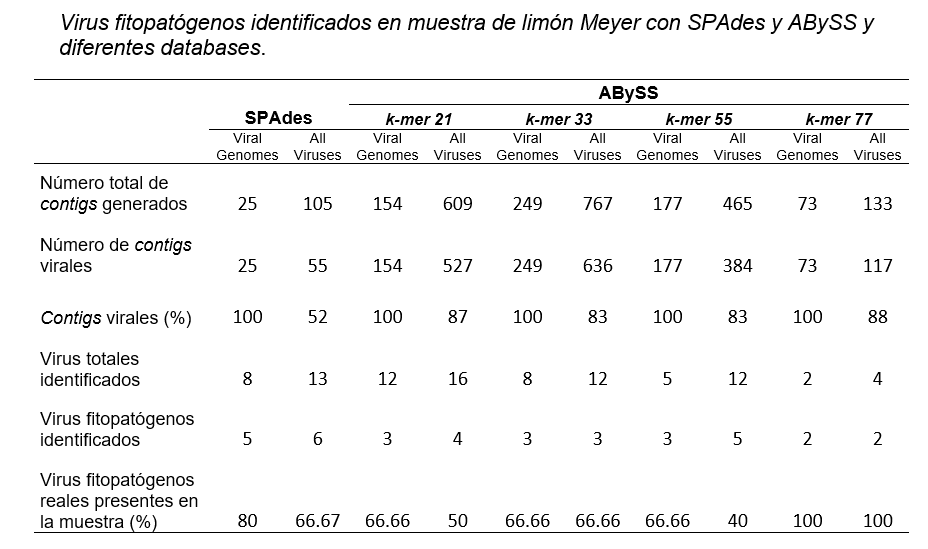 Virus fitopatógenos identificados en muestra de limón Meyer con SPAdes y ABySS y
diferentes databases.
ABySS
SPAdes k-mer 21 k-mer 33 k-mer 55 k-mer 77
Viral All Viral All Viral All Viral All Viral All
Genomes Viruses Genomes Viruses Genomes Viruses Genomes Viruses Genomes Viruses
Número total de
contigs generados 25 105 154 609 249 767 177 465 73 133
Número de contigs
virales 25 55 154 527 249 636 177 384 73 117
Contigs virales (%) 100 52 100 87 100 83 100 83 100 88
Virus totales
identificados 8 13 12 16 8 12 5 12 2 4
Virus fitopatógenos
identificados 5 6 3 4 3 3 3 5 2 2
Virus fitopatógenos
reales presentes en
la muestra (%) 80 66.67 66.66 50 66.66 66.66 66.66 40 100 100